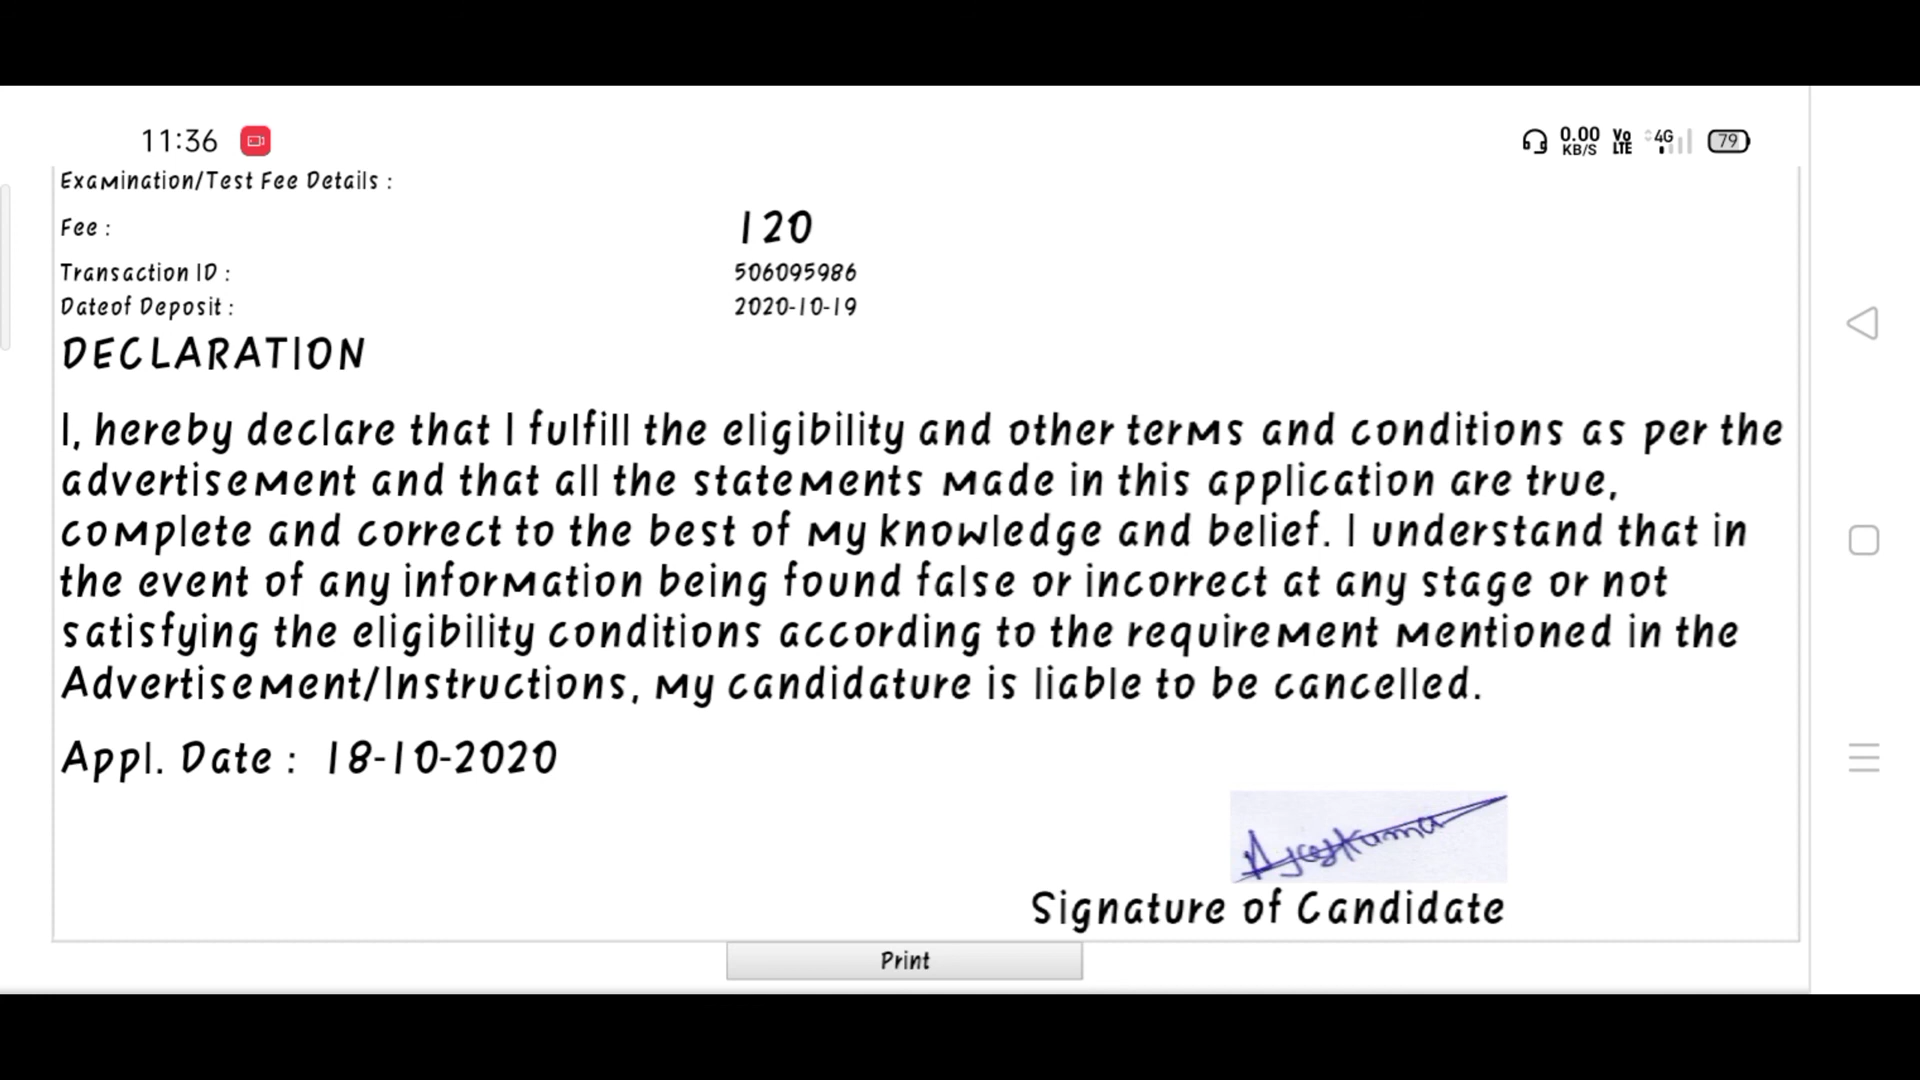 11:36 0.00 KB/S Vo LTE 4G 79
Examination/Test Fee Details :
Fee : 120
Transaction ID : 506095986
Dateof Deposit : 2020-10-19
DECLARATION
I, hereby declare that I fulfill the eligibility and other terms and conditions as per the
advertisement and that all the statements made in this application are true,
complete and correct to the best of my knowledge and belief. I understand that in
the event of any information being found false or incorrect at any stage or not
satisfying the eligibility conditions according to the requirement mentioned in the
Advertisement/Instructions, my candidature is liable to be cancelled.
Appl. Date : 18-10-2020
Signature of Candidate
Print